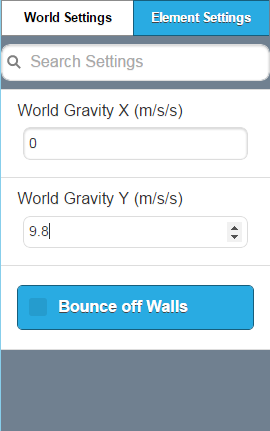 World Settings
Element Settings
Search Settings
World Gravity X (m/s/s)
0
World Gravity Y (m/s/s)
9.8
Bounce off Walls